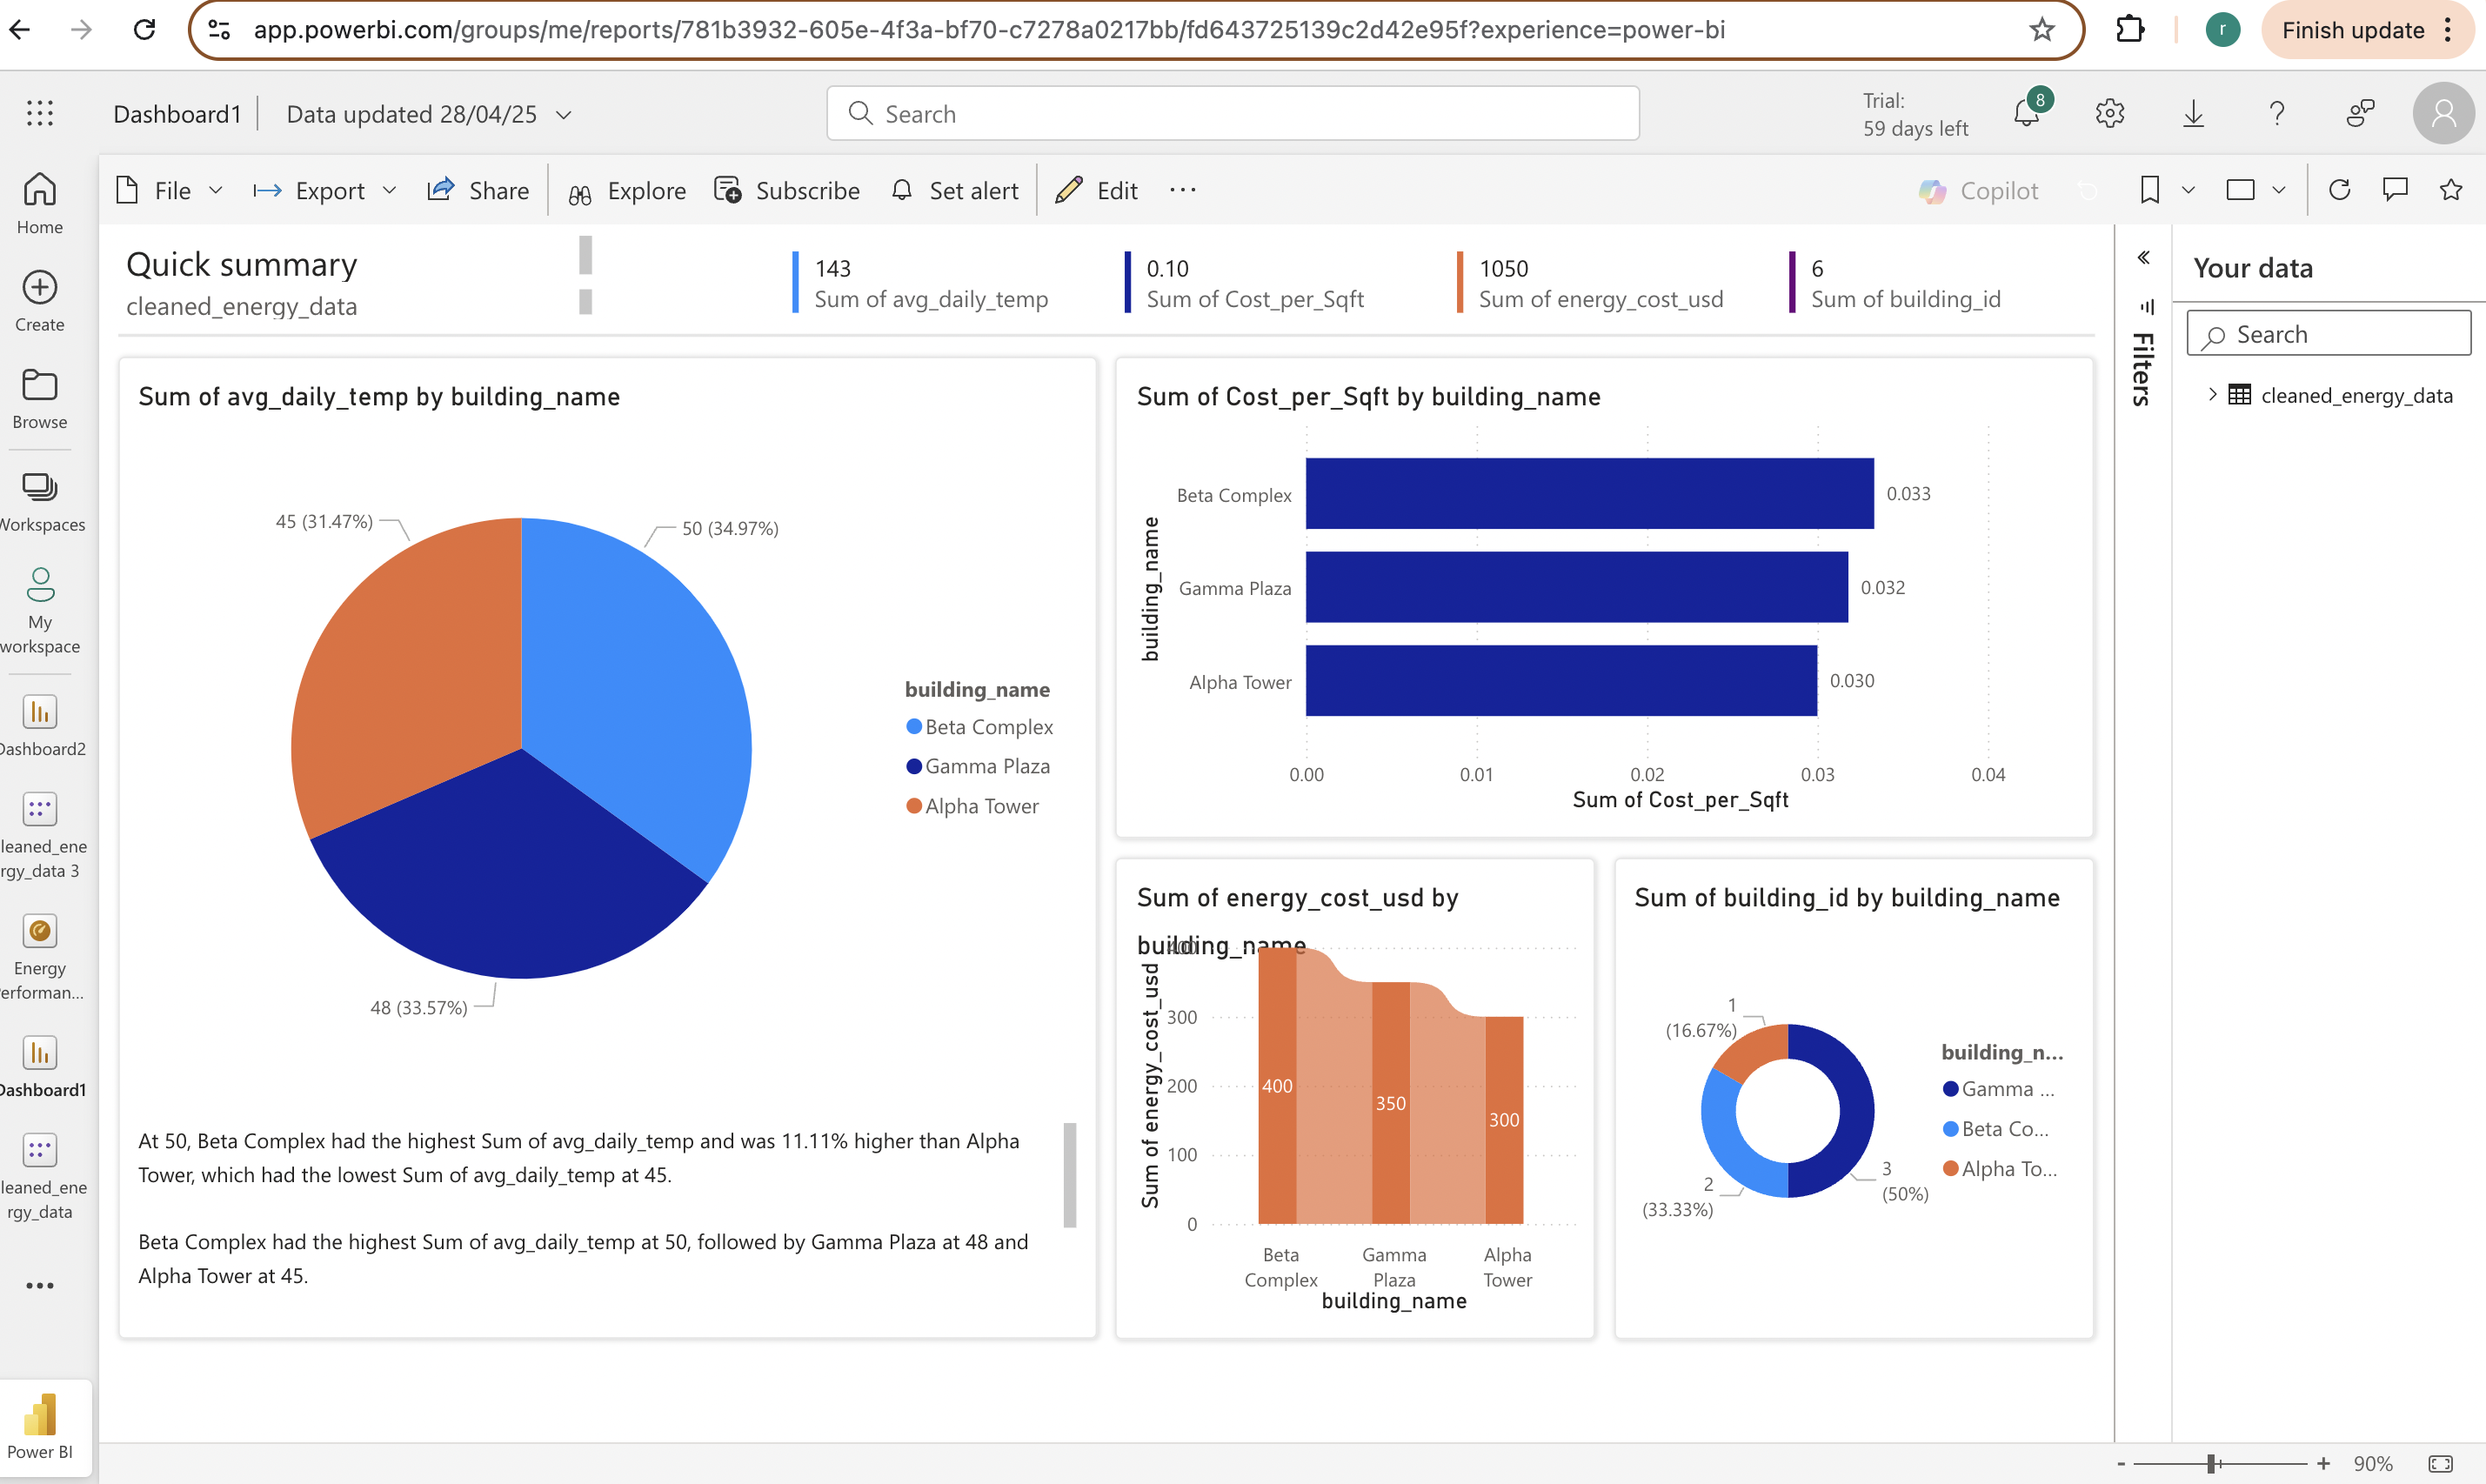 app.powerbi.com/groups/me/reports/781b3932-605e-4f3a-bf70-c7278a0217bb/fd643725139c2d42e95f?experience=power-bi
r
Finish update
Dashboard1
Data updated 28/04/25
Search
Trial:
59 days left
8
File
Export
Share
Explore
Subscribe
Set alert
Edit
Copilot
Home
Create
Browse
Workspaces
My
workspace
Dashboard2
leaned_ene
rgy_data 3
Energy
erforman...
Dashboard1
leaned_ene
rgy_data
Power BI
Quick summary
cleaned_energy_data
143
Sum of avg_daily_temp
0.10
Sum of Cost_per_Sqft
1050
Sum of energy_cost_usd
6
Sum of building_id
Sum of avg_daily_temp by building_name
45 (31.47%)
50 (34.97%)
48 (33.57%)
building_name
Beta Complex
Gamma Plaza
Alpha Tower
At 50, Beta Complex had the highest Sum of avg_daily_temp and was 11.11% higher than Alpha
Tower, which had the lowest Sum of avg_daily_temp at 45.
Beta Complex had the highest Sum of avg_daily_temp at 50, followed by Gamma Plaza at 48 and
Alpha Tower at 45.
Sum of Cost_per_Sqft by building_name
building_name
Beta Complex
0.033
Gamma Plaza
0.032
Alpha Tower
0.030
0.00
0.01
0.02
0.03
0.04
Sum of Cost_per_Sqft
Sum of energy_cost_usd by
building_name
Sum of energy_cost_usd
400
300
200
100
0
400
350
300
Beta
Complex
Gamma
Plaza
Alpha
Tower
building_name
Sum of building_id by building_name
1
(16.67%)
2
(33.33%)
3
(50%)
building_n...
Gamma ...
Beta Co...
Alpha To...
Filters
Your data
Search
cleaned_energy_data
90%